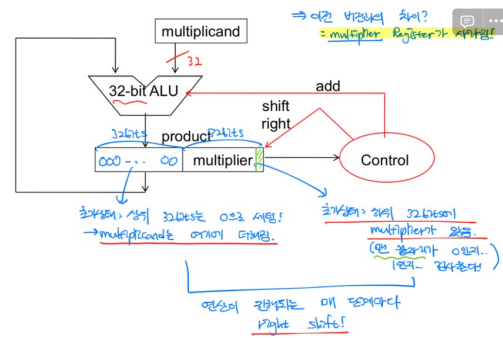 ⇒ 이전 버전과의 차이?
= multiplier Register가 사라짐!
multiplicand
32
32-bit ALU
add
shift
right
32bits
product
32bits
000 -... 00
multiplier
Control
초기상태 = 상위 32bits는 0으로 세팅!
→ multiplicand는 여기에 더해짐.
초기상태 = 하위 32bits에
multiplier가 있음.
(맨 끝자리가 0인지..
1인지.. 검사한다!)
연산이 진행되는 매 단계마다
right shift!